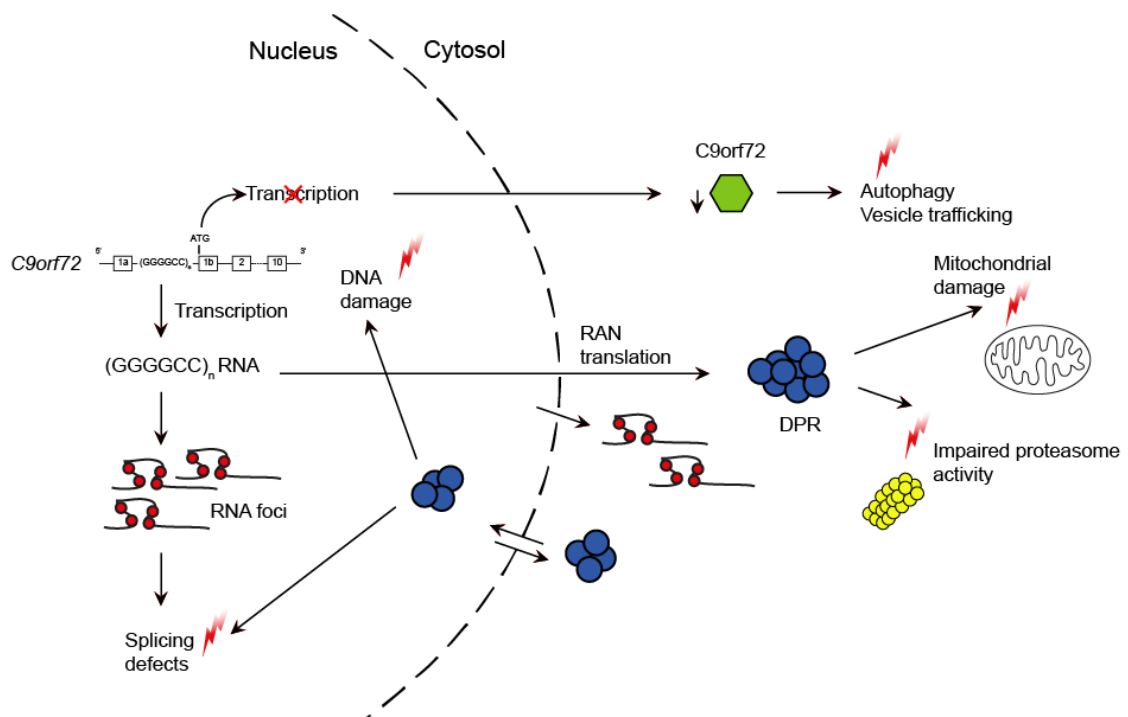 Nucleus
Cytosol
C9orf72
Transcription
Autophagy
Vesicle trafficking
ATG
5'
3'
C9orf72
1a
(GGGGCC)n
1b
2
10
DNA
damage
Mitochondrial
damage
Transcription
RAN
translation
(GGGGCC)n RNA
DPR
Impaired proteasome
activity
RNA foci
Splicing
defects